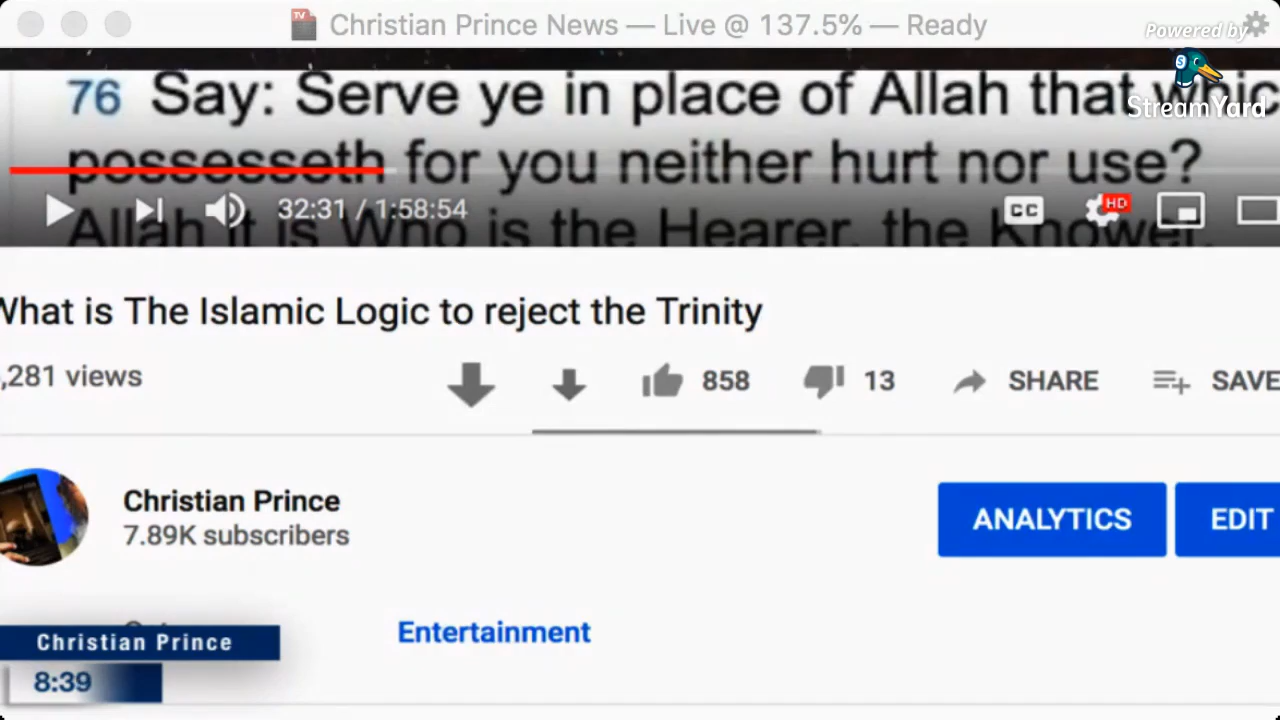 Christian Prince News — Live @ 137.5% — Ready
Powered by
StreamYard
76 Say: Serve ye in place of Allah that whic
possesseth for you neither hurt nor use?
Allah it is Who is the Hearer, the Knower.
32:31 / 1:58:54
CC
HD
What is The Islamic Logic to reject the Trinity
,281 views
858
13
SHARE
SAVE
Christian Prince
7.89K subscribers
ANALYTICS
EDIT
Entertainment
Christian Prince
8:39